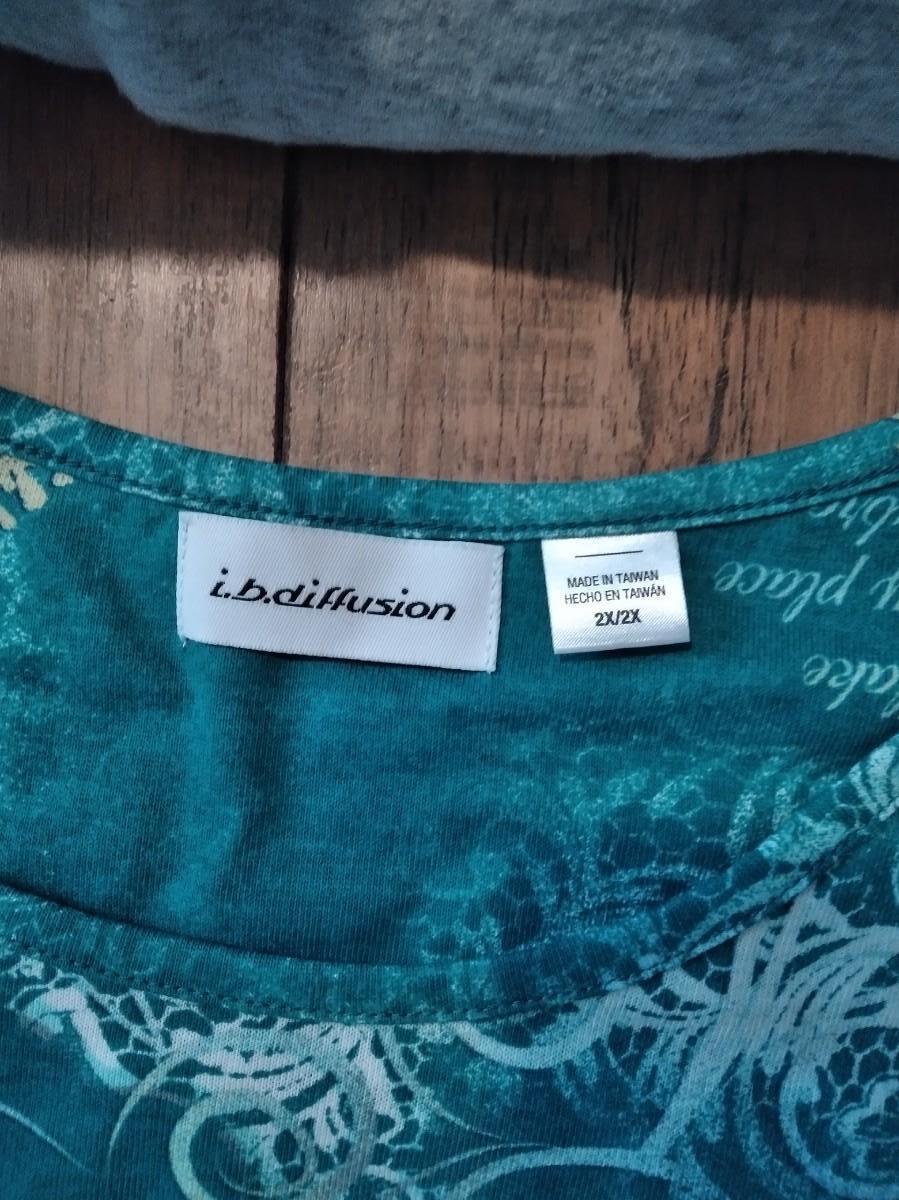 i.b.diffusion
MADE IN TAIWAN
HECHO EN TAIWÁN
2X/2X
place